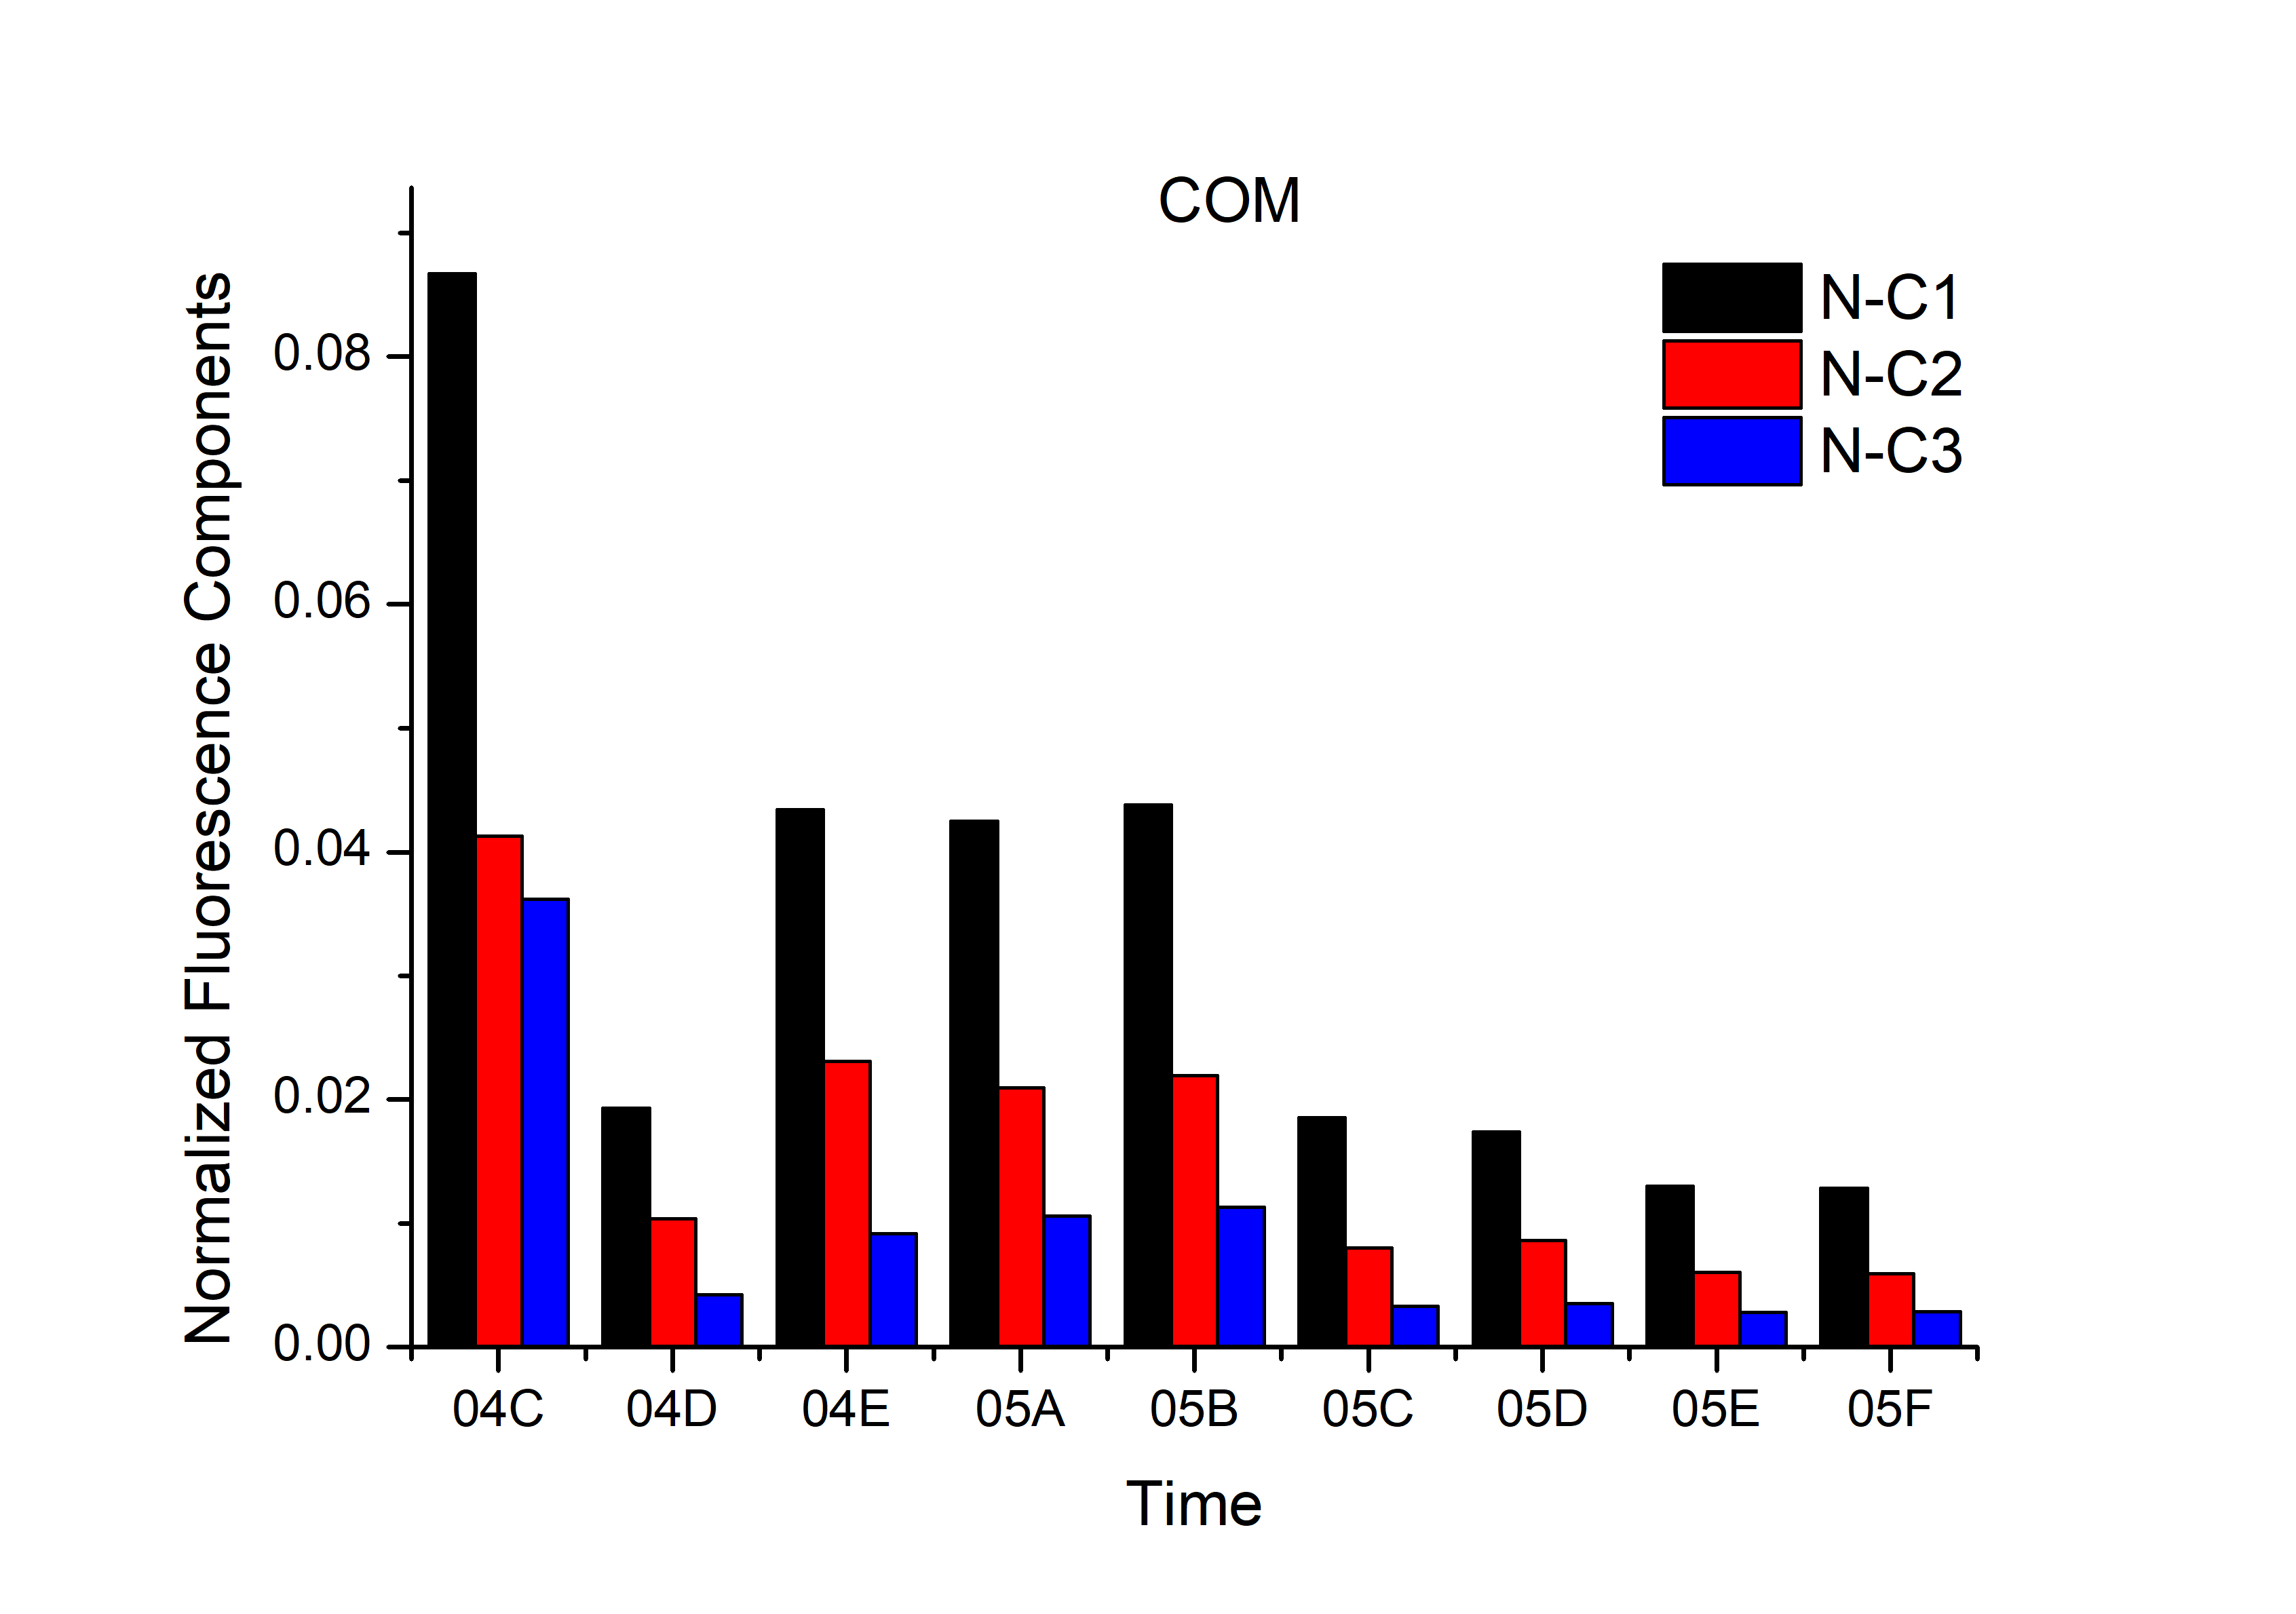 COM
N-C1
N-C2
N-C3
Normalized Fluorescence Components
0.08
0.06
0.04
0.02
0.00
04C 04D 04E 05A 05B 05C 05D 05E 05F
Time